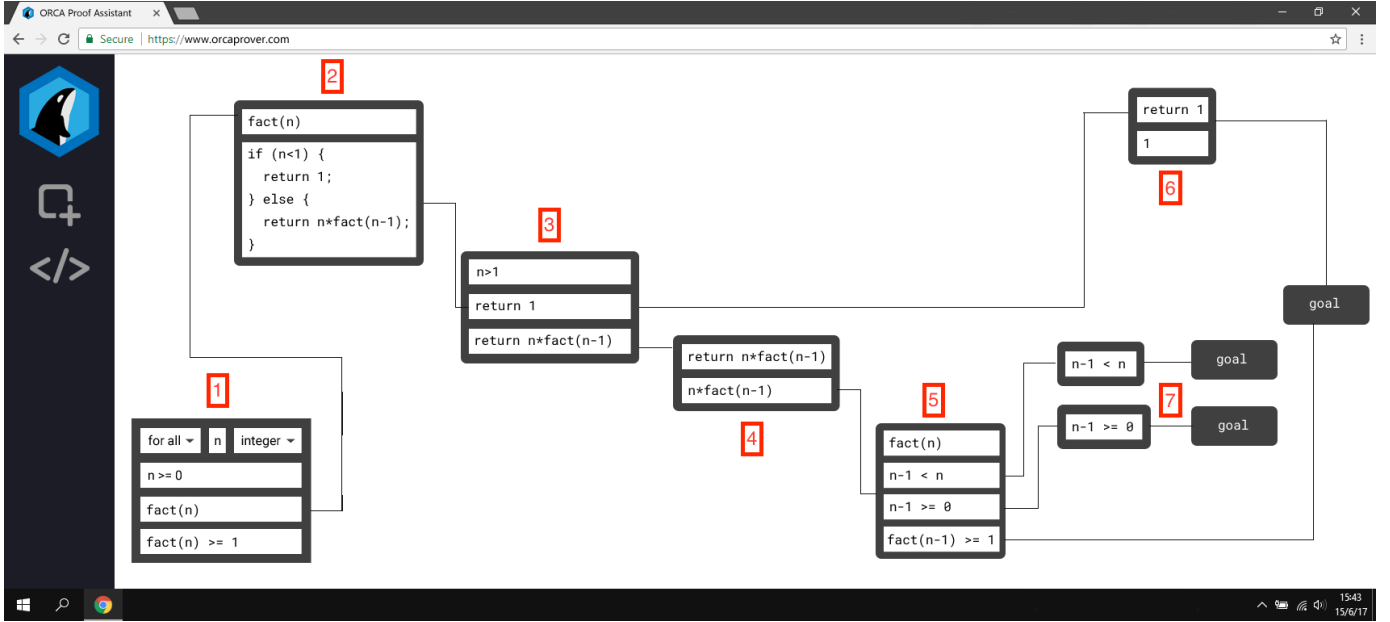 ORCA Proof Assistant
Secure
https://www.orcaprover.com
2
fact(n)
if (n<1) {
return 1;
} else {
return n*fact(n-1);
}
3
n>1
return 1
return n*fact(n-1)
return 1
1
6
goal
1
for all n integer
n >= 0
fact(n)
fact(n) >= 1
return n*fact(n-1)
n*fact(n-1)
4
5
fact(n)
n-1 < n
n-1 >= 0
fact(n-1) >= 1
n-1 < n
goal
7
n-1 >= 0
goal
15:43
15/6/17